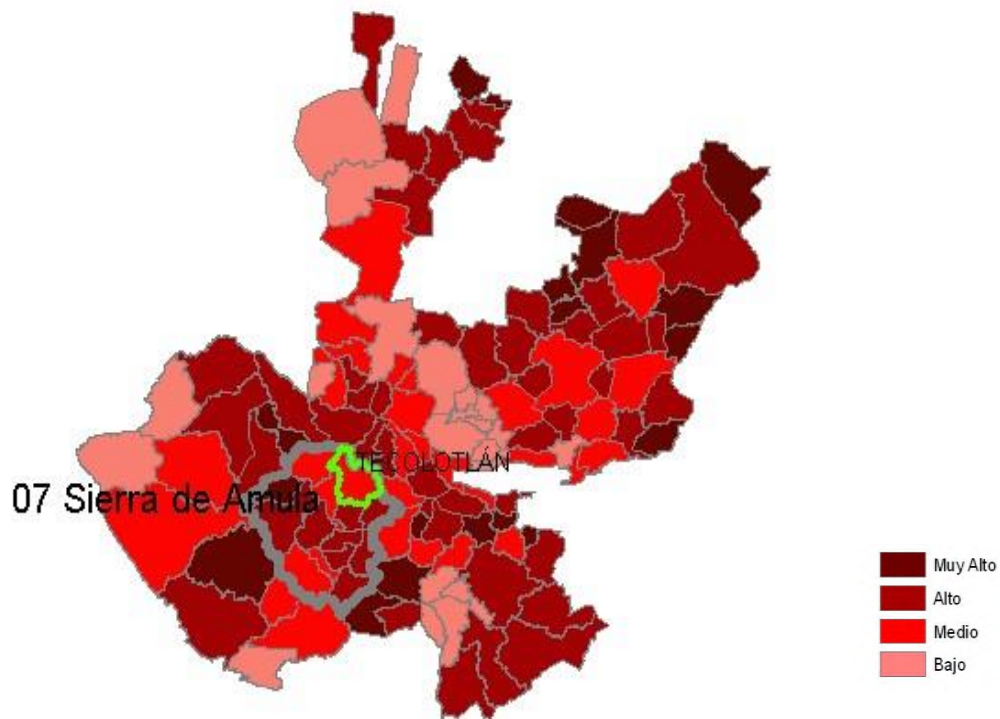 TECOLOTLÁN
07 Sierra de Amula
Muy Alto
Alto
Medio
Bajo